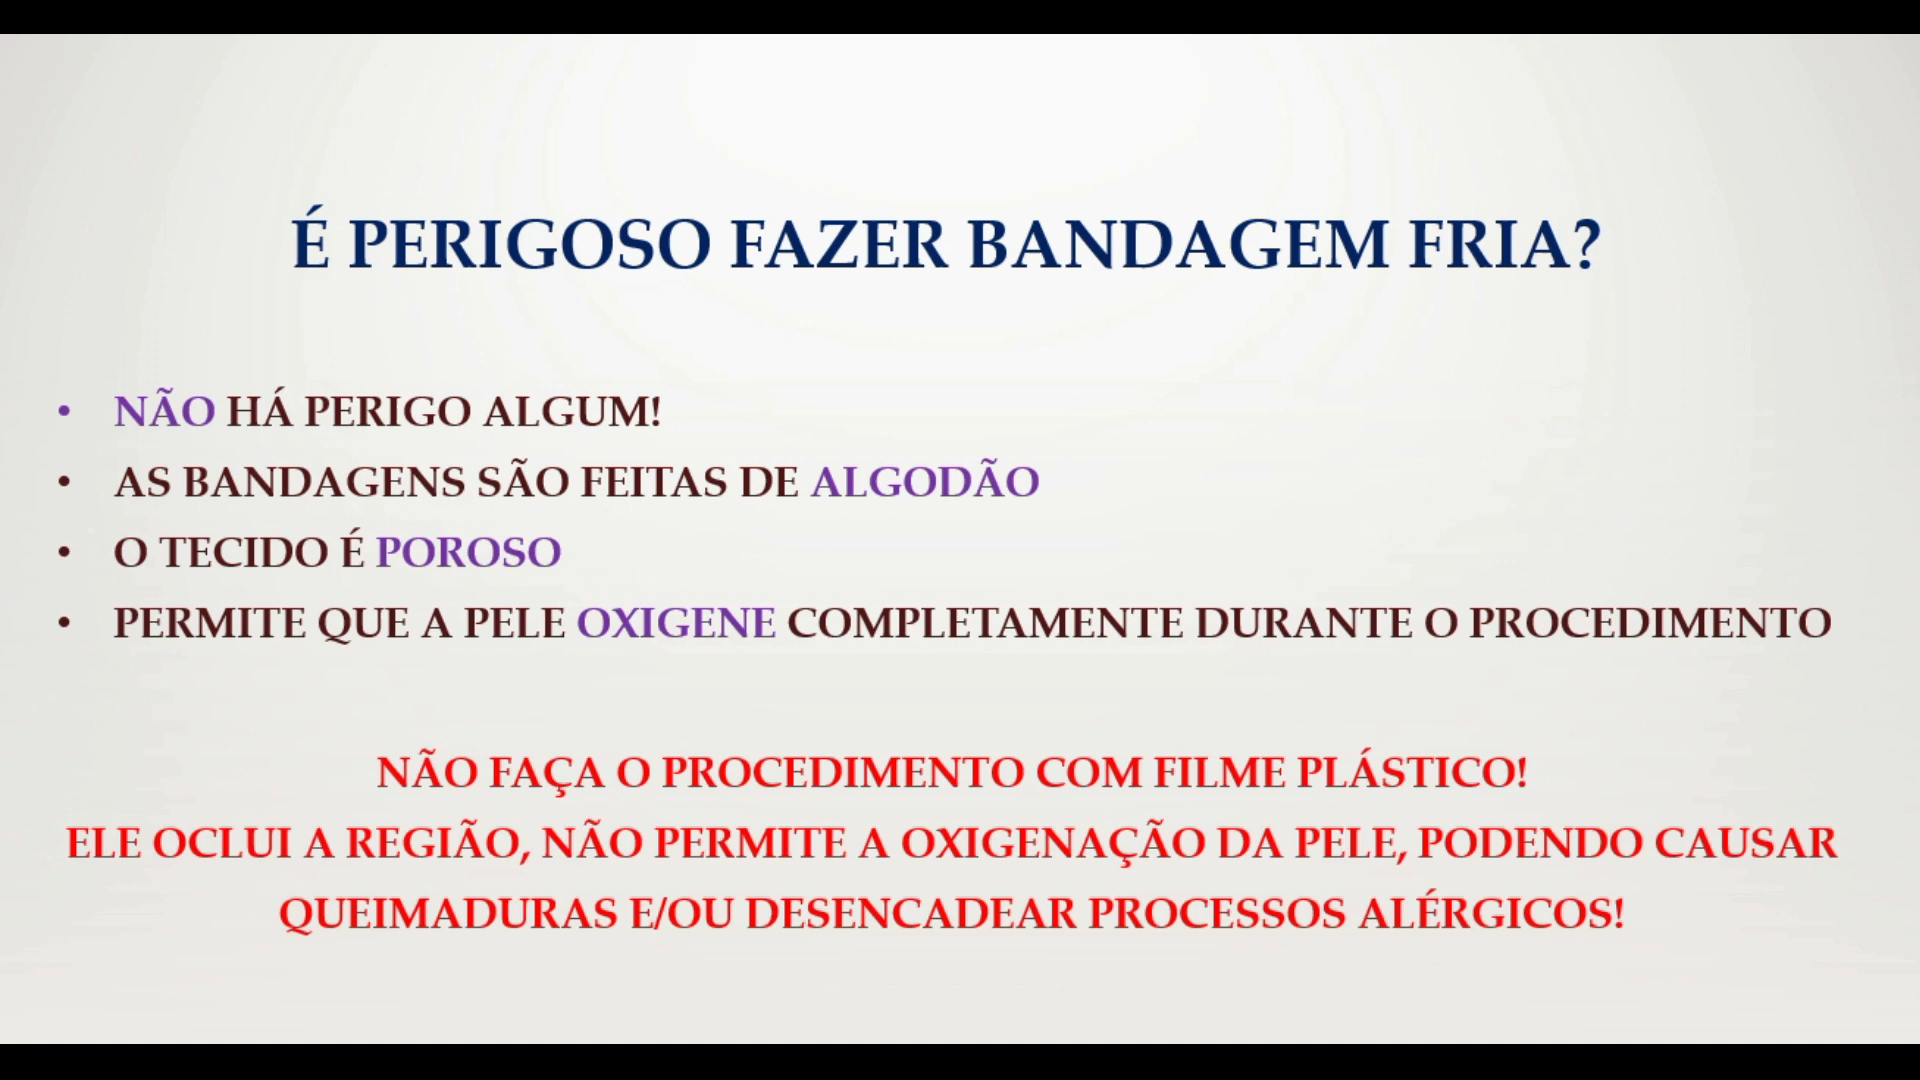 É PERIGOSO FAZER BANDAGEM FRIA?
• NÃO HÁ PERIGO ALGUM!
• AS BANDAGENS SÃO FEITAS DE ALGODÃO
• O TECIDO É POROSO
• PERMITE QUE A PELE OXIGENE COMPLETAMENTE DURANTE O PROCEDIMENTO
NÃO FAÇA O PROCEDIMENTO COM FILME PLÁSTICO!
ELE OCLUI A REGIÃO, NÃO PERMITE A OXIGENAÇÃO DA PELE, PODENDO CAUSAR
QUEIMADURAS E/OU DESENCADEAR PROCESSOS ALÉRGICOS!